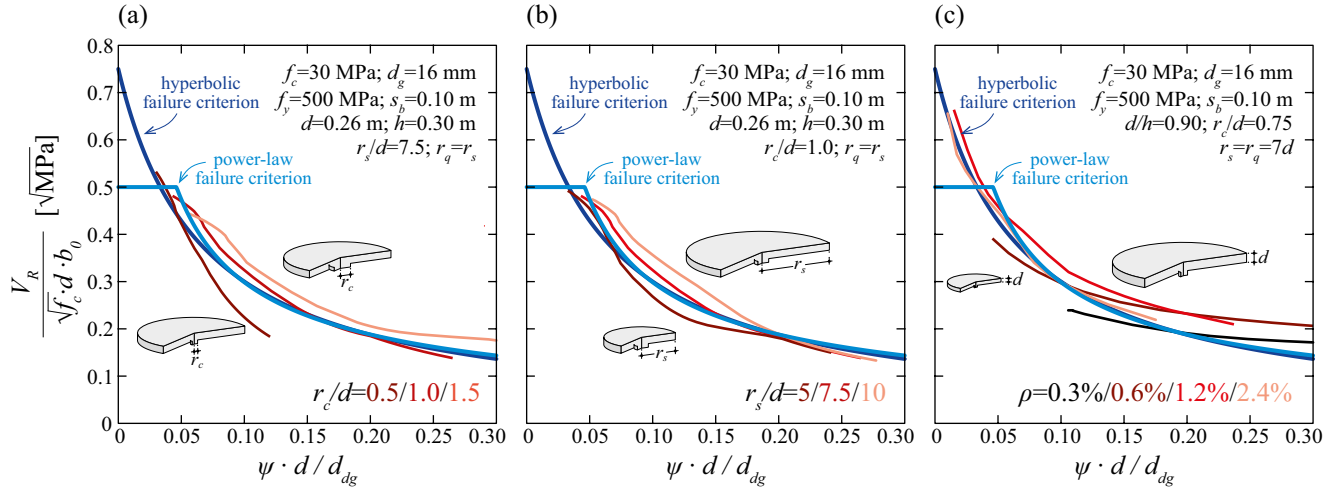 (a)
V_R / √f_c · d · b_0 [√MPa]
0.8
0.7
0.6
0.5
0.4
0.3
0.2
0.1
0
hyperbolic
failure criterion
f_c=30 MPa; d_g=16 mm
f_y=500 MPa; s_b=0.10 m
d=0.26 m; h=0.30 m
r_s/d=7.5; r_q=r_s
power-law
failure criterion
r_c
r_c
r_c/d=0.5/1.0/1.5
0 0.05 0.10 0.15 0.20 0.25 0.30
ψ · d / d_dg
(b)
hyperbolic
failure criterion
f_c=30 MPa; d_g=16 mm
f_y=500 MPa; s_b=0.10 m
d=0.26 m; h=0.30 m
r_c/d=1.0; r_q=r_s
power-law
failure criterion
r_s
r_s
r_s/d=5/7.5/10
0 0.05 0.10 0.15 0.20 0.25 0.30
ψ · d / d_dg
(c)
hyperbolic
failure criterion
f_c=30 MPa; d_g=16 mm
f_y=500 MPa; s_b=0.10 m
d/h=0.90; r_c/d=0.75
r_s=r_q=7d
power-law
failure criterion
d
d
ρ=0.3%/0.6%/1.2%/2.4%
0 0.05 0.10 0.15 0.20 0.25 0.30
ψ · d / d_dg